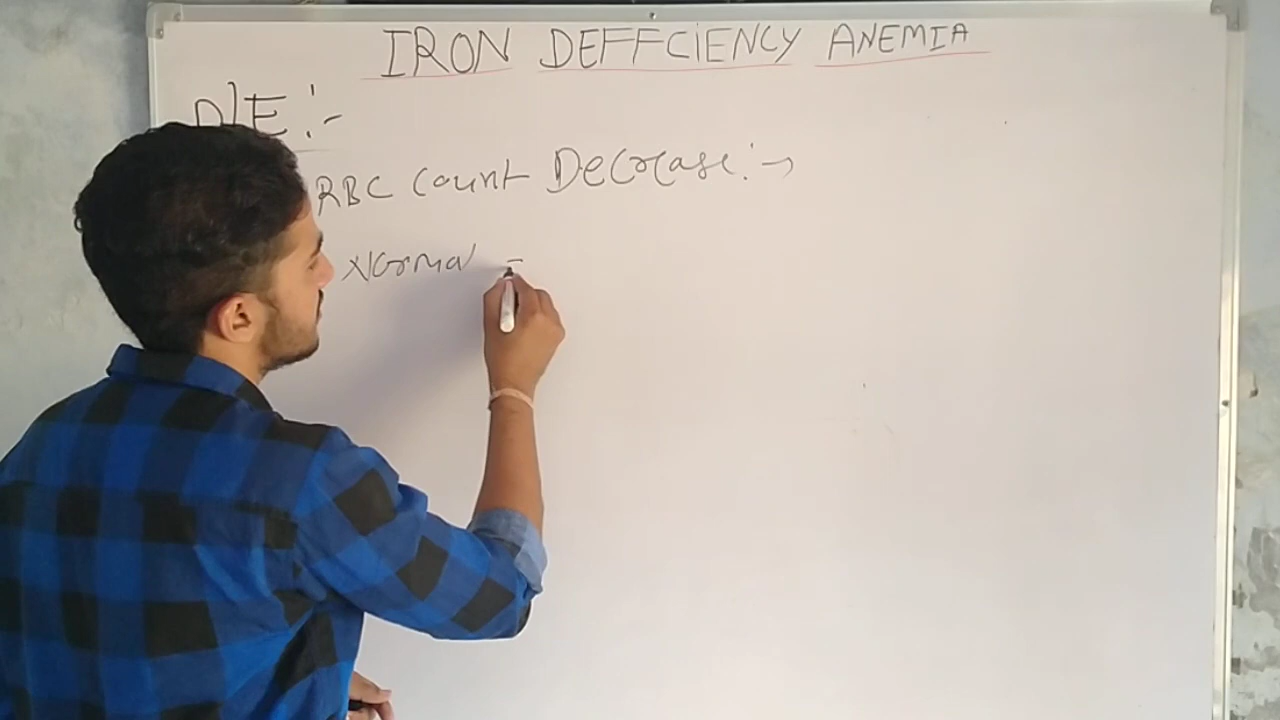 IRON DEFFCIENCY ANEMIA
D/E :-
RBC Count Decrease :→
Normal =